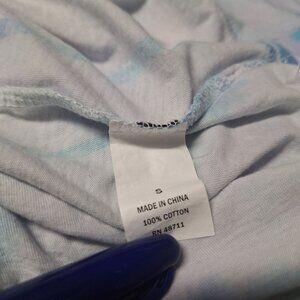 S
MADE IN CHINA
100% COTTON
RN 48711